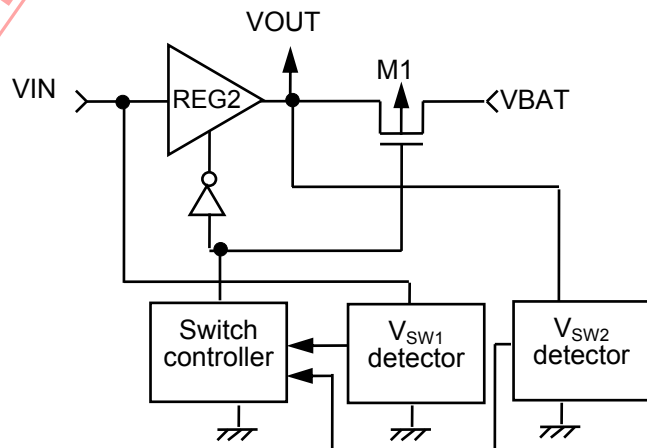 VOUT
M1
VIN
REG2
VBAT
Switch
controller
VSW1
detector
VSW2
detector